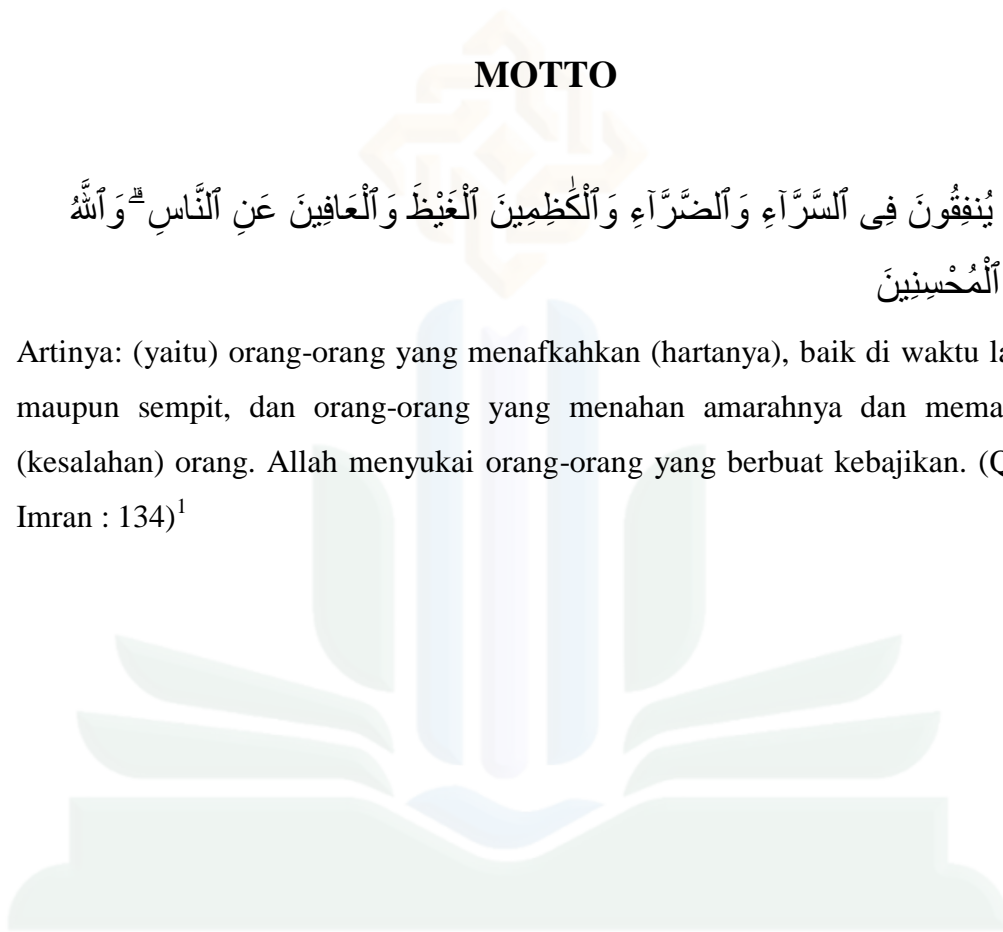 MOTTO
يُنفِقُونَ فِى ٱلسَّرَّآءِ وَٱلضَّرَّآءِ وَٱلْكَٰظِمِينَ ٱلْغَيْظَ وَٱلْعَافِينَ عَنِ ٱلنَّاسِ ۗ وَٱللَّهُ
ٱلْمُحْسِنِينَ
Artinya: (yaitu) orang-orang yang menafkahkan (hartanya), baik di waktu
maupun sempit, dan orang-orang yang menahan amarahnya dan
(kesalahan) orang. Allah menyukai orang-orang yang berbuat kebajikan.
Imran : 134)1